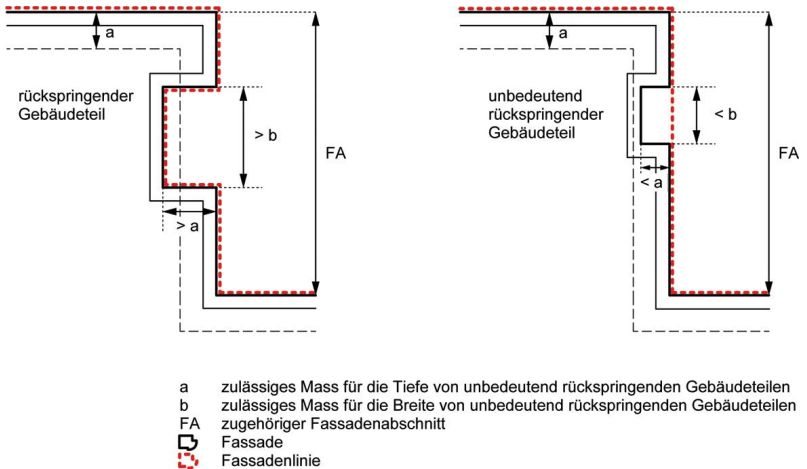 a
rückspringender
Gebäudeteil
> b
FA
> a
a
unbedeutend
rückspringender
Gebäudeteil
< b
FA
< a
a zulässiges Mass für die Tiefe von unbedeutend rückspringenden Gebäudeteilen
b zulässiges Mass für die Breite von unbedeutend rückspringenden Gebäudeteilen
FA zugehöriger Fassadenabschnitt
Fassade
Fassadenlinie